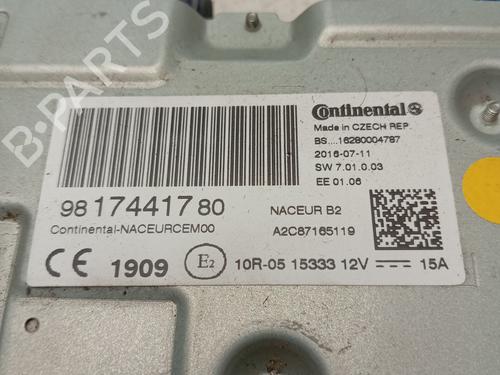 Continental
Made in CZECH REP.
BS....16280004787
2016-07-11
SW 7.01.0.03
EE 01.06
98 174417 80
NACEUR B2
Continental-NACEURCEM00
A2C87165119
CE 1909 E2 10R-05 15333 12V 15A
B-PARTS